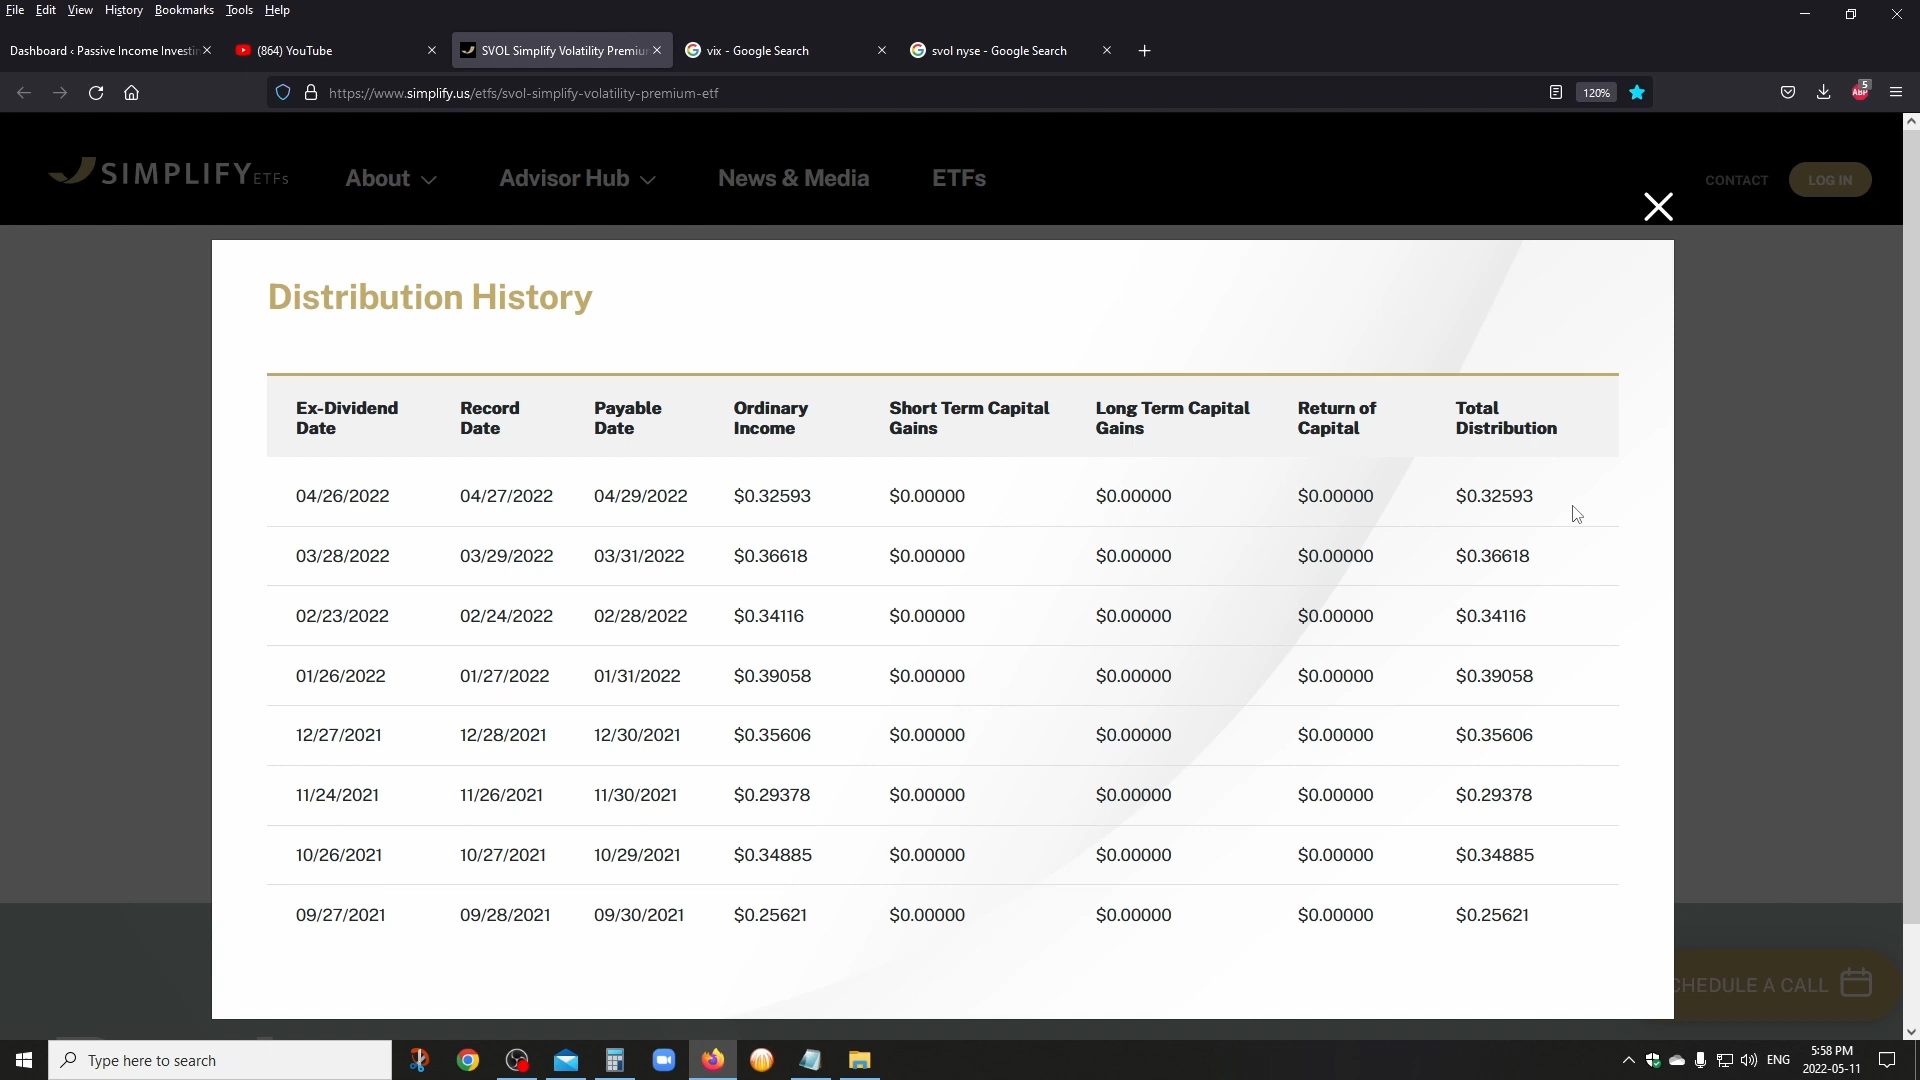 File Edit View History Bookmarks Tools Help
Dashboard ‹ Passive Income Investin
(864) YouTube
SVOL Simplify Volatility Premiu
vix - Google Search
svol nyse - Google Search
https://www.simplify.us/etfs/svol-simplify-volatility-premium-etf
120%
5
ABP
SIMPLIFY ETFs
About
Advisor Hub
News & Media
ETFs
CONTACT
LOG IN
Distribution History
Ex-Dividend Date Record Date Payable Date Ordinary Income Short Term Capital Gains Long Term Capital Gains Return of Capital Total Distribution
04/26/2022 04/27/2022 04/29/2022 $0.32593 $0.00000 $0.00000 $0.00000 $0.32593
03/28/2022 03/29/2022 03/31/2022 $0.36618 $0.00000 $0.00000 $0.00000 $0.36618
02/23/2022 02/24/2022 02/28/2022 $0.34116 $0.00000 $0.00000 $0.00000 $0.34116
01/26/2022 01/27/2022 01/31/2022 $0.39058 $0.00000 $0.00000 $0.00000 $0.39058
12/27/2021 12/28/2021 12/30/2021 $0.35606 $0.00000 $0.00000 $0.00000 $0.35606
11/24/2021 11/26/2021 11/30/2021 $0.29378 $0.00000 $0.00000 $0.00000 $0.29378
10/26/2021 10/27/2021 10/29/2021 $0.34885 $0.00000 $0.00000 $0.00000 $0.34885
09/27/2021 09/28/2021 09/30/2021 $0.25621 $0.00000 $0.00000 $0.00000 $0.25621
CHEDULE A CALL
Type here to search
ENG
5:58 PM
2022-05-11